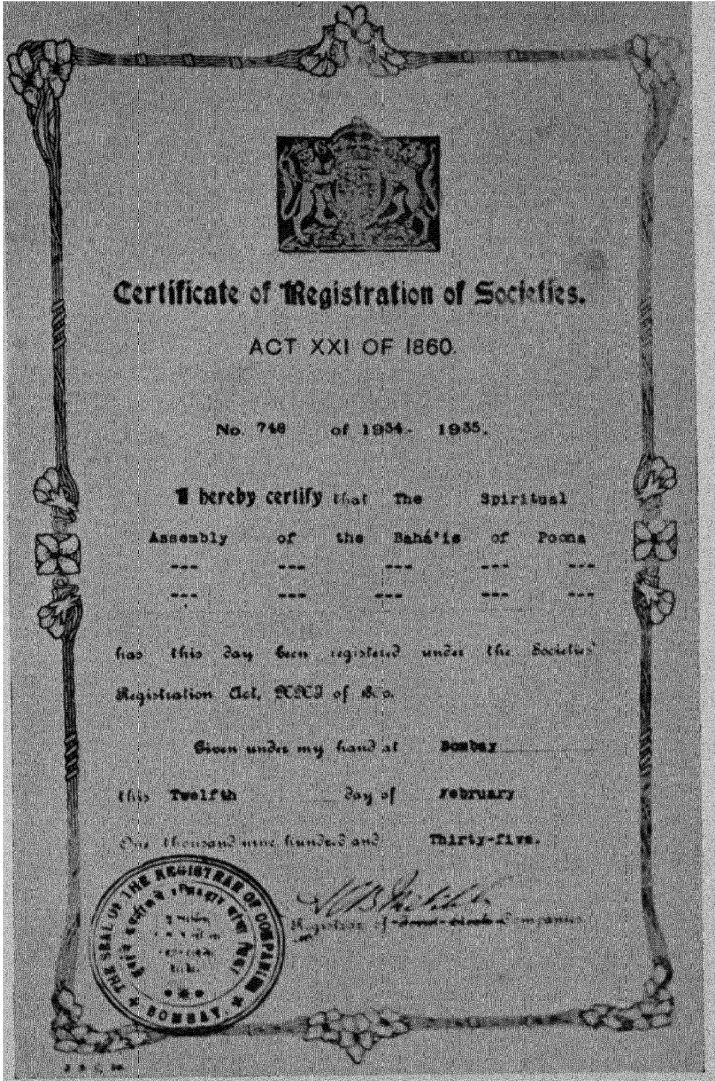 Certificate of Registration of Societies.
ACT XXI OF 1860.
No. 748 of 1934- 1935.
I hereby certify that The Spiritual
Assembly of the Bahá'is of Poona
--- --- --- --- ---
--- --- --- --- ---
has this day been registered under the Societies'
Registration Act, XXI of
Given under my hand at Bombay
this Twelfth day of February
One thousand nine hundred and Thirty-five.
Registrar of Companies
THE SEAL OF THE REGISTRAR OF COMPANIES
BOMBAY.